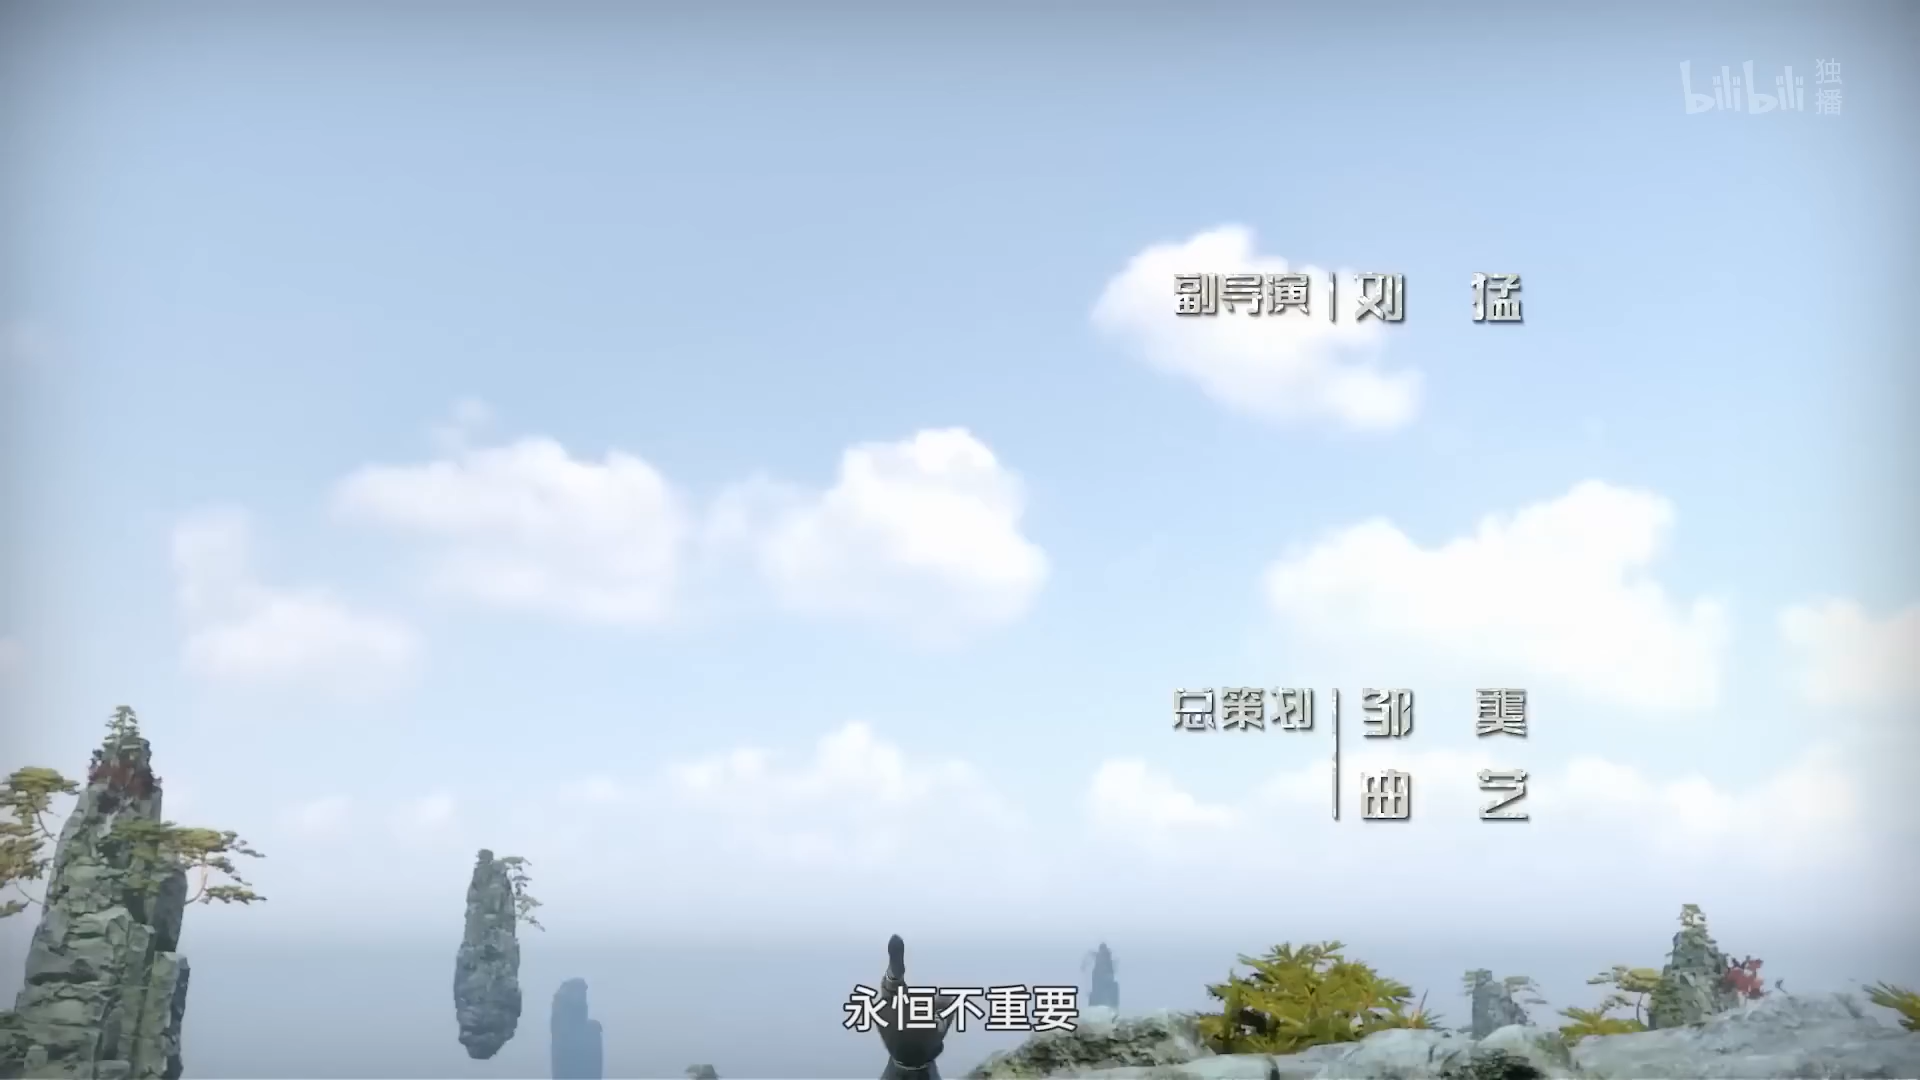 bilibili 独播
副导演 | 刘 猛
总策划 | 邹 龑
曲 艺
永恒不重要